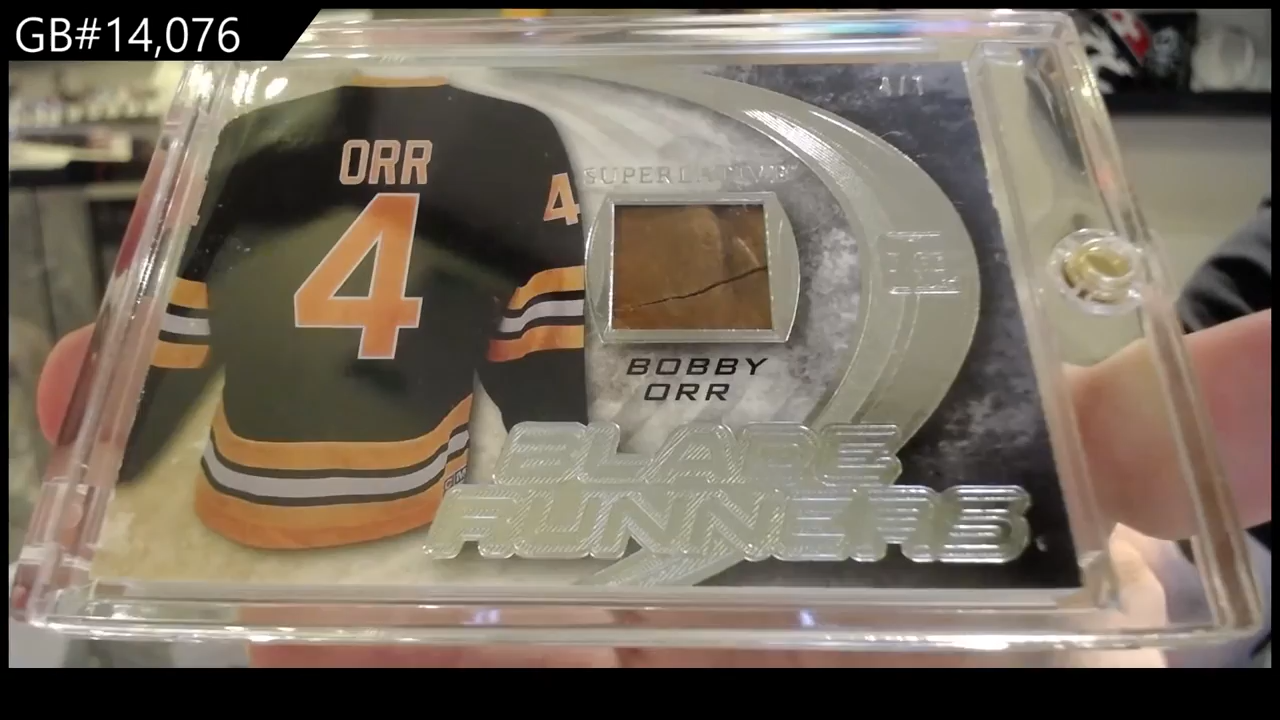 GB#14,076
ORR
4
4
SUPERLATIVE
BOBBY
ORR
BLADE
RUNNERS